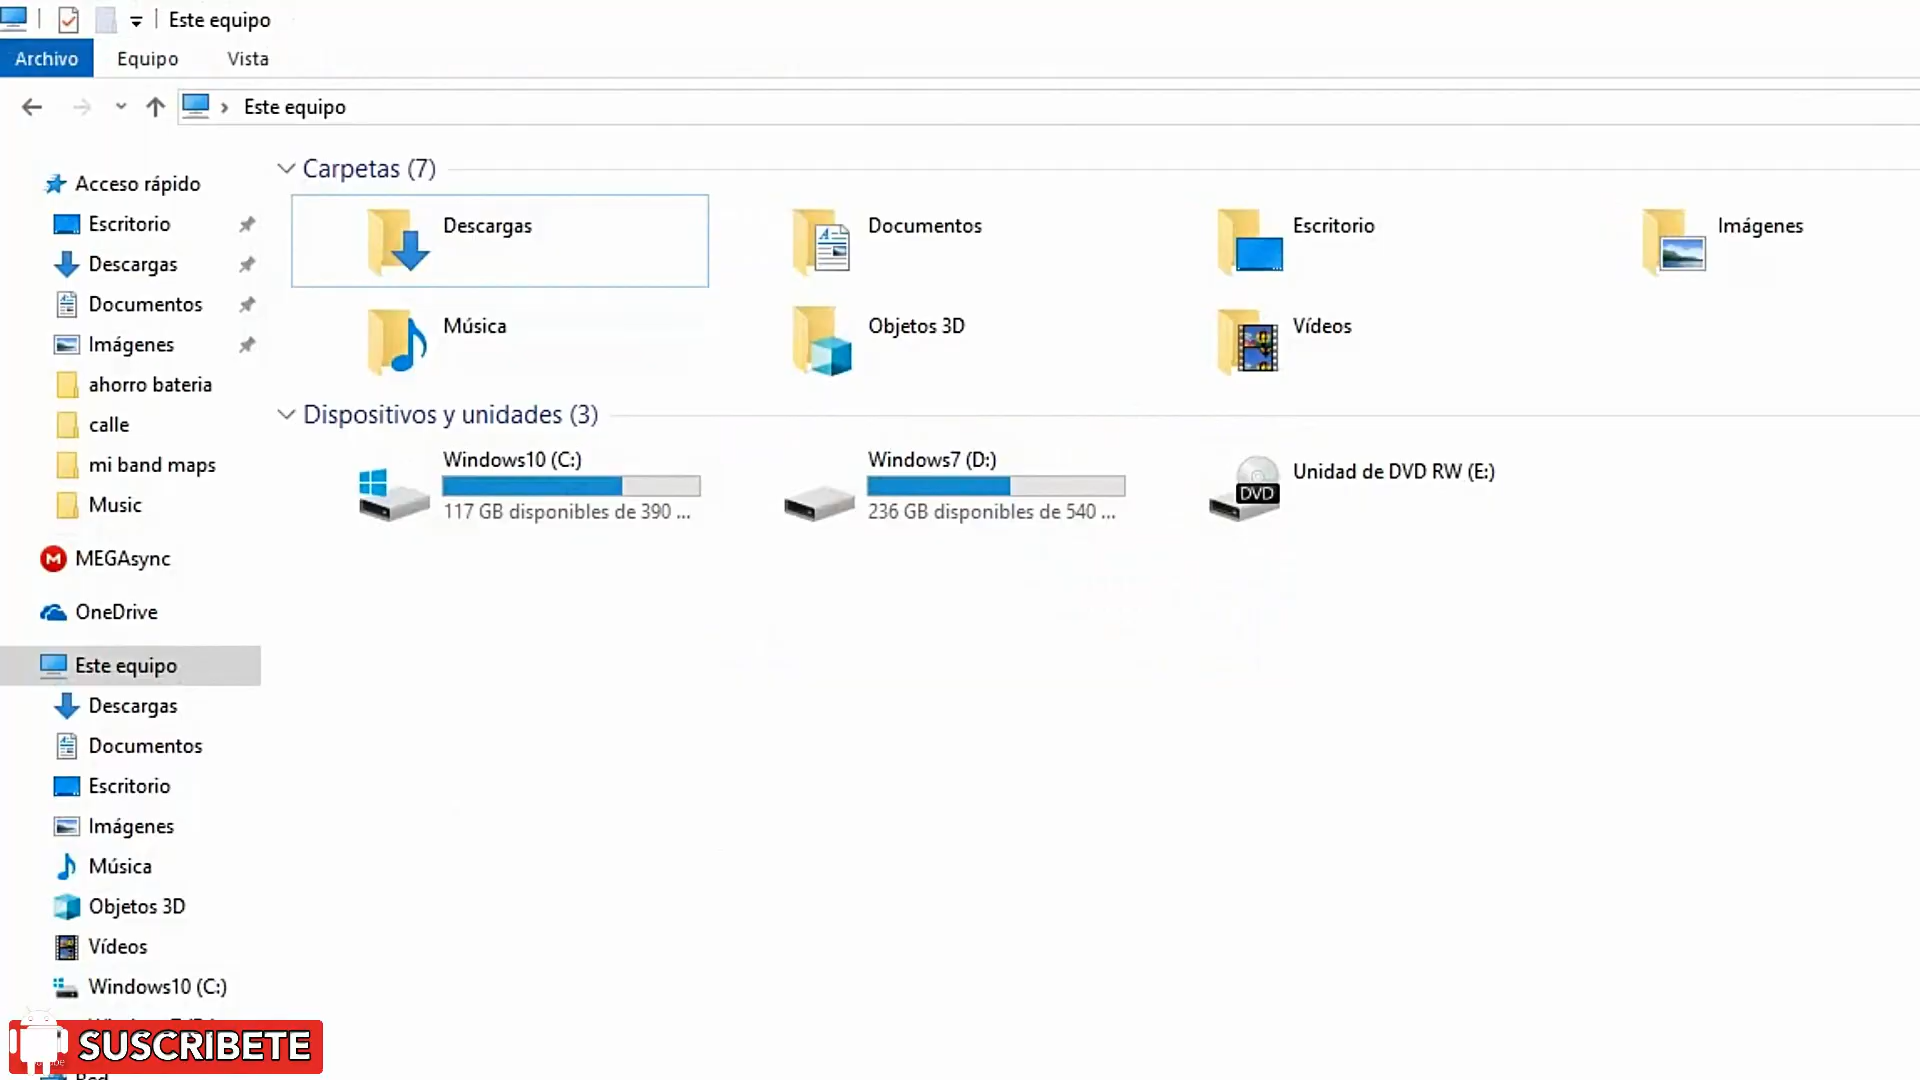 Este equipo
Archivo Equipo Vista
Este equipo
Acceso rápido
Escritorio
Descargas
Documentos
Imágenes
ahorro bateria
calle
mi band maps
Music
MEGAsync
OneDrive
Este equipo
Descargas
Documentos
Escritorio
Imágenes
Música
Objetos 3D
Vídeos
Windows10 (C:)
SUSCRIBETE
Carpetas (7)
Descargas
Documentos
Escritorio
Imágenes
Música
Objetos 3D
Vídeos
Dispositivos y unidades (3)
Windows10 (C:)
117 GB disponibles de 390 ...
Windows7 (D:)
236 GB disponibles de 540 ...
DVD
Unidad de DVD RW (E:)